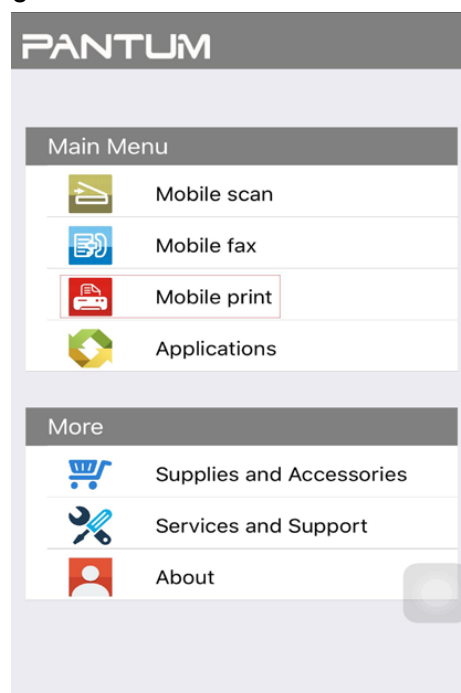 PANTUM
Main Menu
Mobile scan
Mobile fax
Mobile print
Applications
More
Supplies and Accessories
Services and Support
About